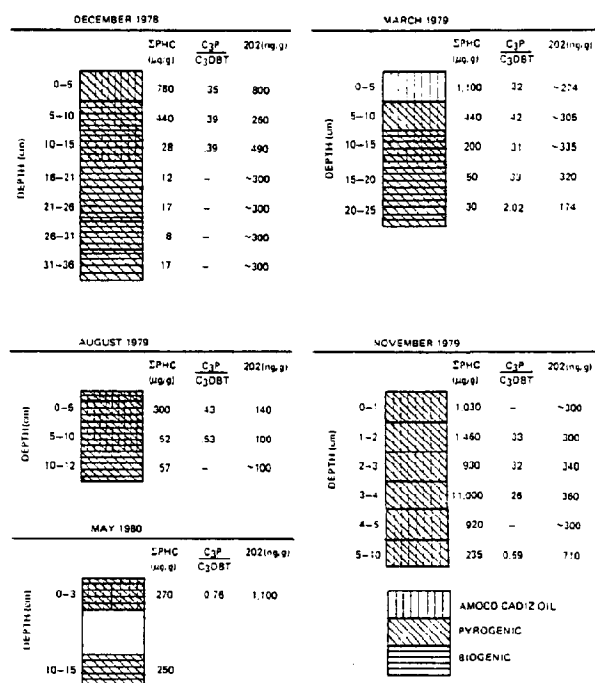 DECEMBER 1978
ΣPHC C3P 202(ng/g)
(μg/g) C3DBT
DEPTH (cm)
0–5 780 .35 800
5–10 440 .39 260
10–15 28 .39 490
16–21 12 – ~300
21–26 17 – ~300
26–31 8 – ~300
31–36 17 – ~300
MARCH 1979
ΣPHC C3P 202(ng/g)
(μg/g) C3DBT
DEPTH (cm)
0–5 1,100 .32 ~274
5–10 440 .42 ~305
10–15 200 .31 ~335
15–20 50 .33 320
20–25 30 2.02 174
AUGUST 1979
ΣPHC C3P 202(ng/g)
(μg/g) C3DBT
DEPTH (cm)
0–5 300 .43 140
5–10 52 .53 100
10–12 57 – ~100
NOVEMBER 1979
ΣPHC C3P 202(ng/g)
(μg/g) C3DBT
DEPTH (cm)
0–1 1,030 – ~300
1–2 1,460 .33 300
2–3 930 .32 340
3–4 11,000 .26 360
4–5 920 – ~300
5–10 235 0.59 710
MAY 1980
ΣPHC C3P 202(ng/g)
(μg/g) C3DBT
DEPTH (cm)
0–3 270 0.76 1,100
10–15 250
AMOCO CADIZ OIL
PYROGENIC
BIOGENIC